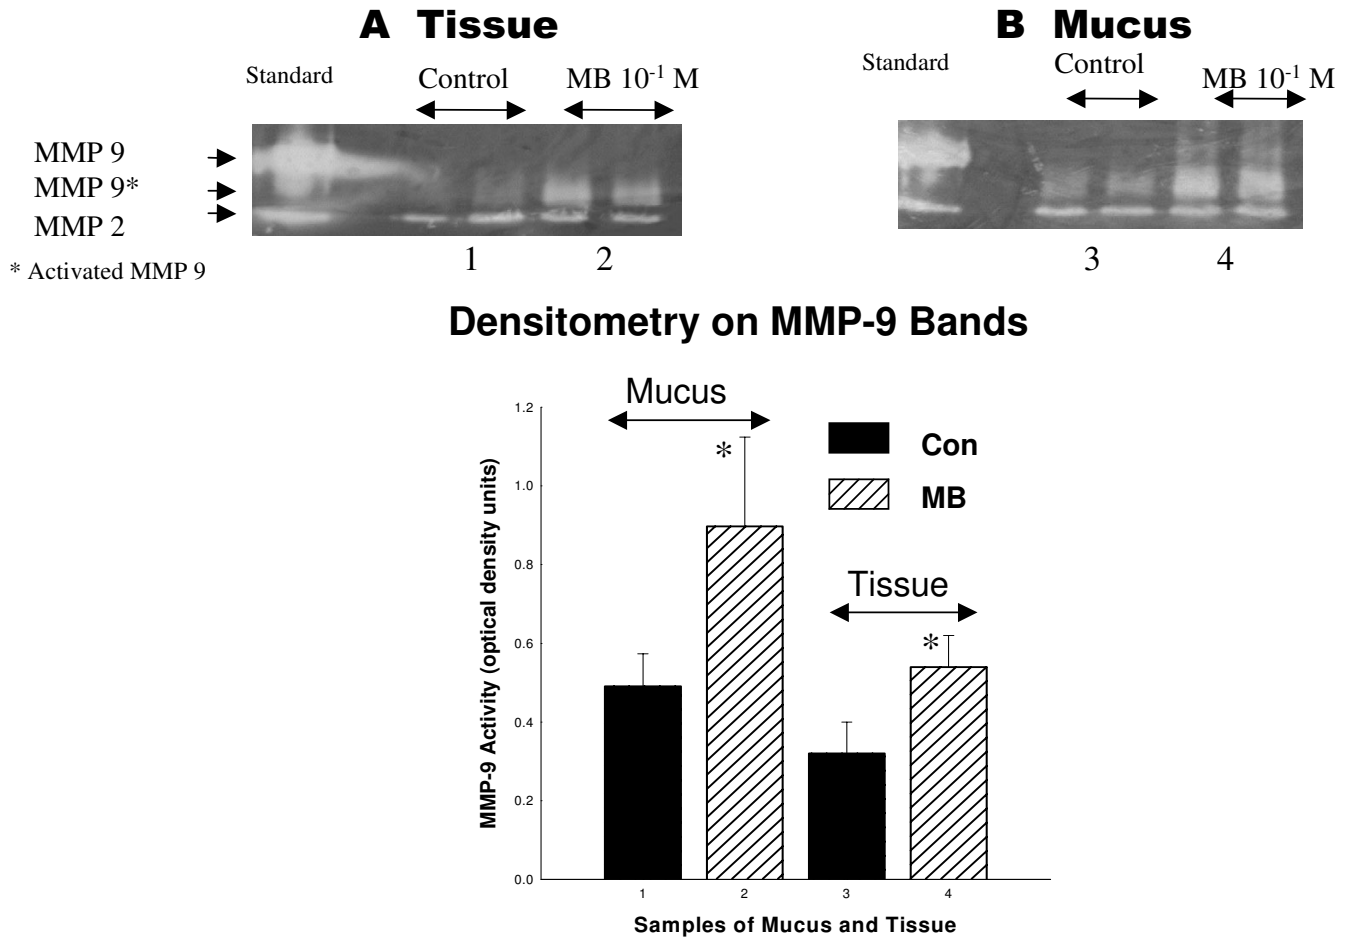 A Tissue
B Mucus
Standard
Control
MB 10⁻¹ M
Standard
Control
MB 10⁻¹ M
MMP 9
MMP 9*
MMP 2
* Activated MMP 9
1
2
3
4
Densitometry on MMP-9 Bands
Mucus
Tissue
*
*
Con
MB
MMP-9 Activity (optical density units)
1.2
1.0
0.8
0.6
0.4
0.2
0.0
1
2
3
4
Samples of Mucus and Tissue